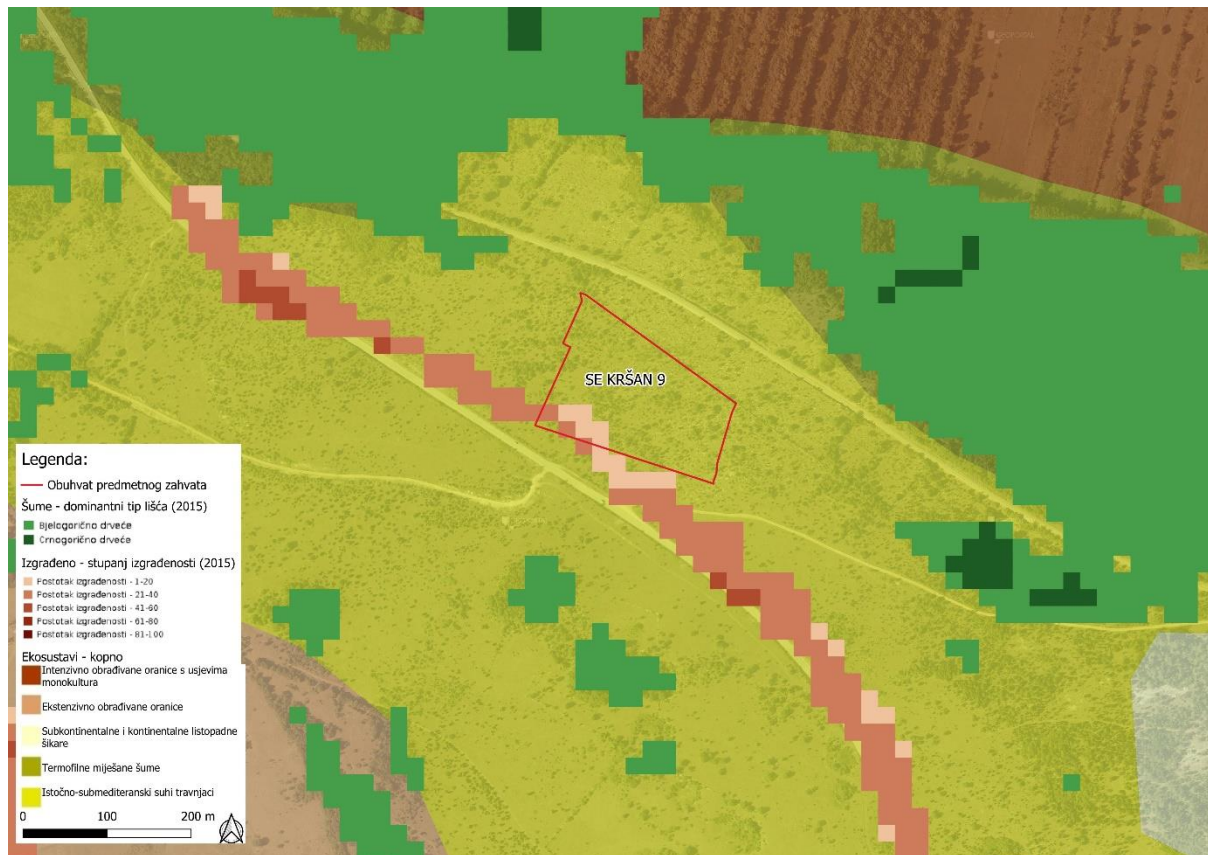 GEOPORTAL
SE KRŠAN 9
Legenda:
Obuhvat predmetnog zahvata
Šume - dominantni tip lišća (2015)
Bjelogorično drveće
Crnogorično drveće
Izgrađeno - stupanj izgrađenosti (2015)
Postotak izgrađenosti - 1-20
Postotak izgrađenosti - 21-40
Postotak izgrađenosti - 41-60
Postotak izgrađenosti - 61-80
Postotak izgrađenosti - 81-100
Ekosustavi - kopno
Intenzivno obrađivane oranice s usjevima
monokultura
Ekstenzivno obrađivane oranice
Subkontinentalne i kontinentalne listopadne
šikare
Termofilne miješane šume
Istočno-submediteranski suhi travnjaci
0 100 200 m